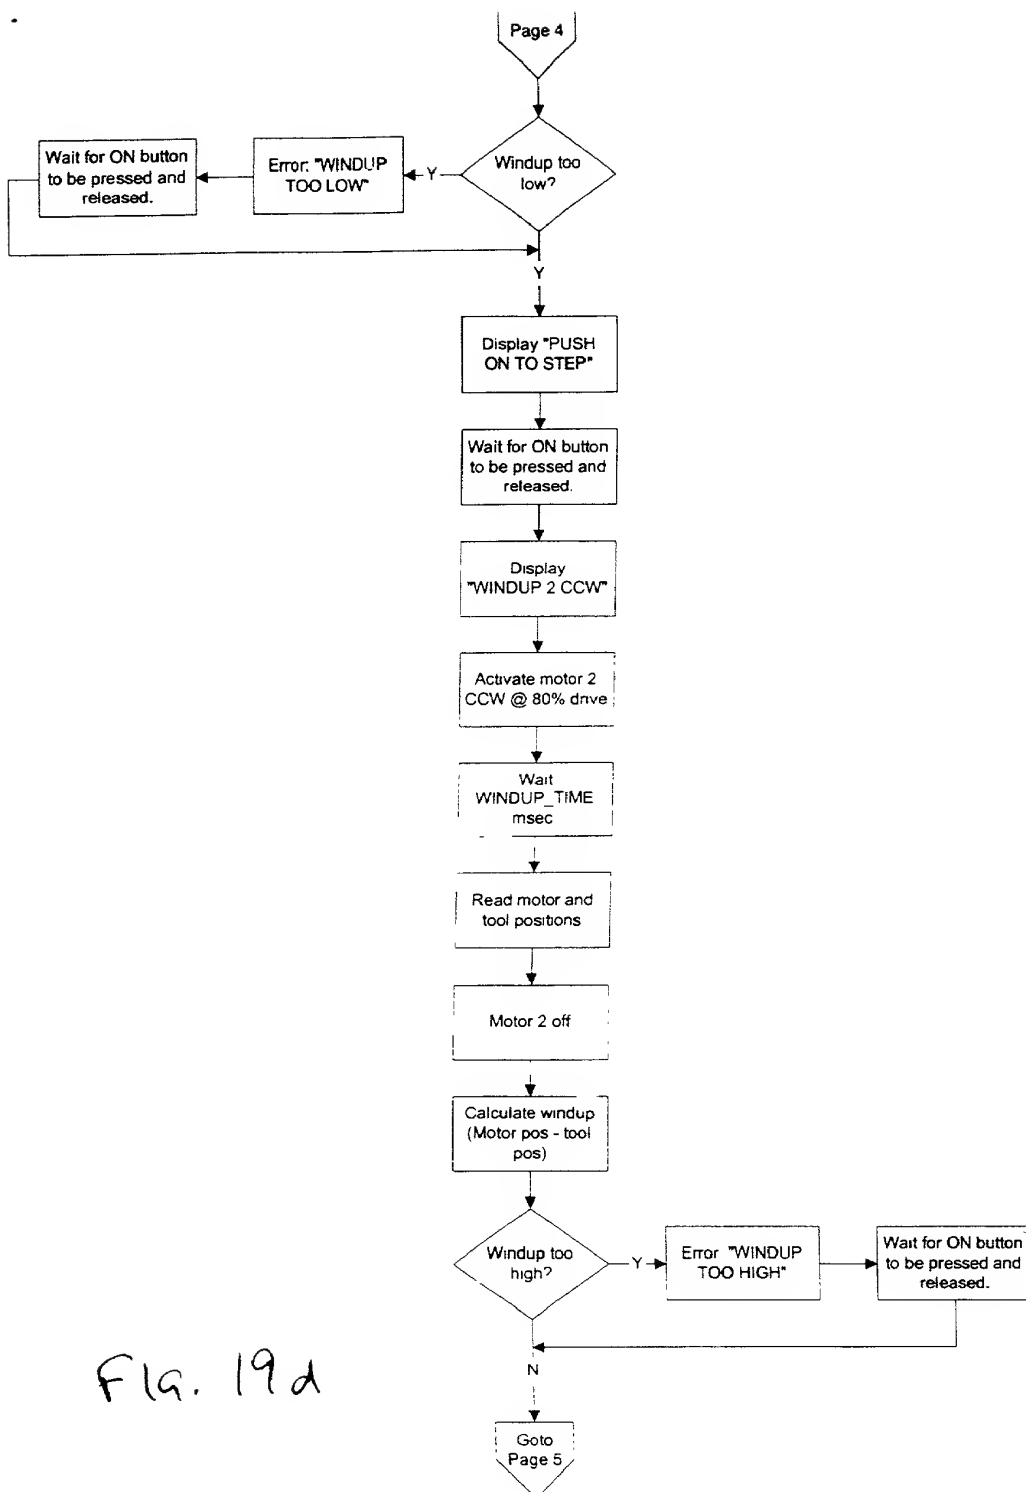 Page 4
Windup too
low?
Y
Error: "WINDUP
TOO LOW"
Wait for ON button
to be pressed and
released.
Y
Display "PUSH
ON TO STEP"
Wait for ON button
to be pressed and
released.
Display
"WINDUP 2 CCW"
Activate motor 2
CCW @ 80% drive
Wait
WINDUP_TIME
msec
Read motor and
tool positions
Motor 2 off
Calculate windup
(Motor pos - tool
pos)
Windup too
high?
Y
Error "WINDUP
TOO HIGH"
Wait for ON button
to be pressed and
released.
N
Goto
Page 5
FIG. 19d